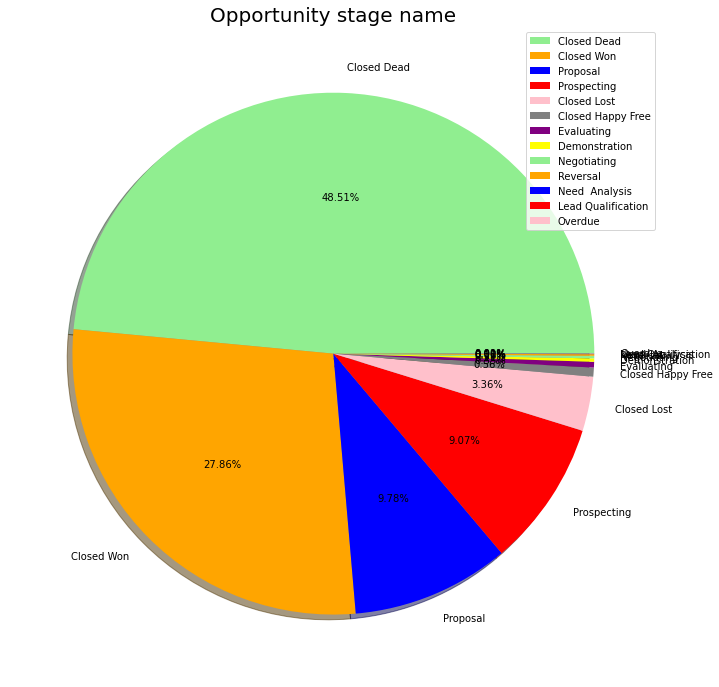 Opportunity stage name
Closed Dead
Closed Won
Proposal
Prospecting
Closed Lost
Closed Happy Free
Evaluating
Demonstration
Negotiating
Reversal
Need  Analysis
Lead Qualification
Overdue
Closed Dead
48.51%
0.56%
Evaluating
Closed Happy Free
3.36%
Closed Lost
9.07%
27.86%
9.78%
Prospecting
Closed Won
Proposal